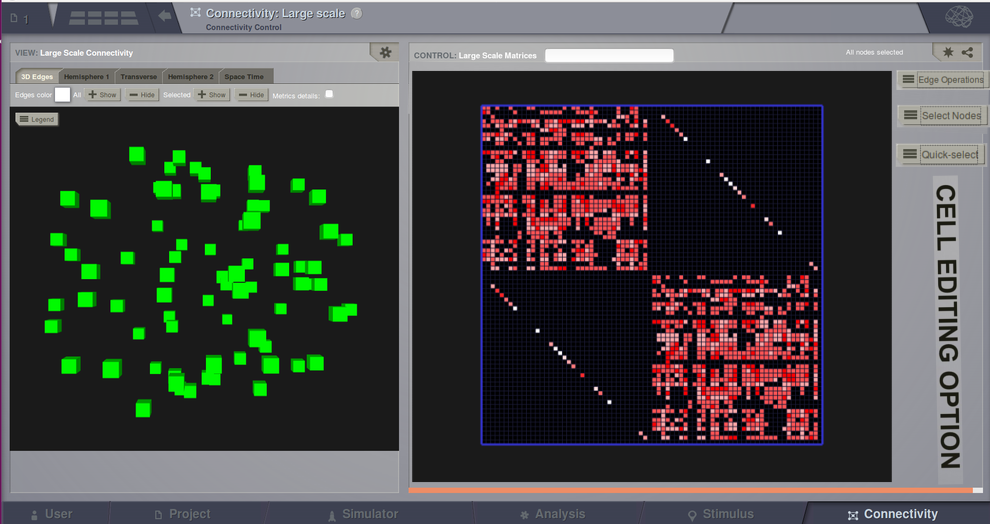 1
Connectivity: Large scale ?
Connectivity Control
VIEW: Large Scale Connectivity
3D Edges Hemisphere 1 Transverse Hemisphere 2 Space Time
Edges color All + Show − Hide Selected + Show − Hide Metrics details:
Legend
CONTROL: Large Scale Matrices
All nodes selected
Edge Operations
Select Nodes
Quick-select
CELL EDITING OPTION
User Project Simulator Analysis Stimulus Connectivity